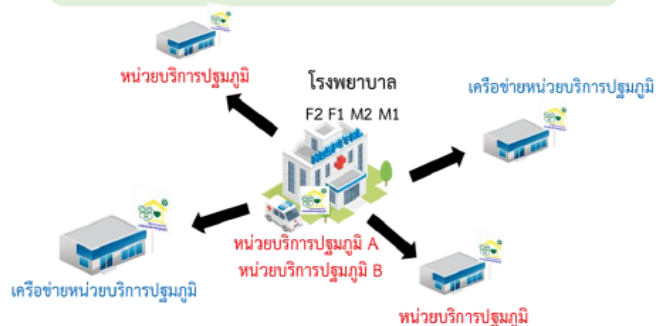 หน่วยบริการปฐมภูมิ
โรงพยาบาล
F2 F1 M2 M1
เครือข่ายหน่วยบริการปฐมภูมิ
หน่วยบริการปฐมภูมิ A
หน่วยบริการปฐมภูมิ B
เครือข่ายหน่วยบริการปฐมภูมิ
หน่วยบริการปฐมภูมิ